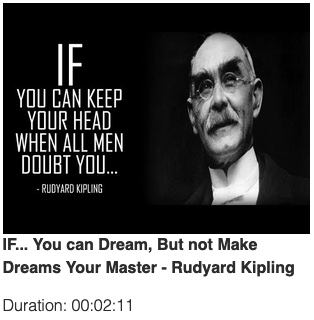 IF
YOU CAN KEEP
YOUR HEAD
WHEN ALL MEN
DOUBT YOU...
- RUDYARD KIPLING
IF... You can Dream, But not Make
Dreams Your Master - Rudyard Kipling
Duration: 00:02:11